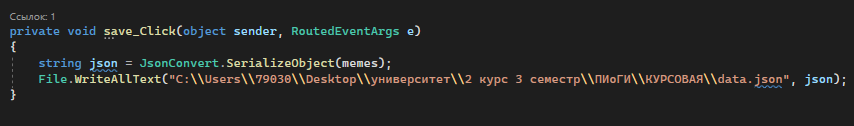 Ссылок: 1
private void save_Click(object sender, RoutedEventArgs e)
{
string json = JsonConvert.SerializeObject(memes);
File.WriteAllText("C:\\Users\\79030\\Desktop\\университет\\2 курс 3 семестр\\ПИоГИ\\КУРСОВАЯ\\data.json", json);
}